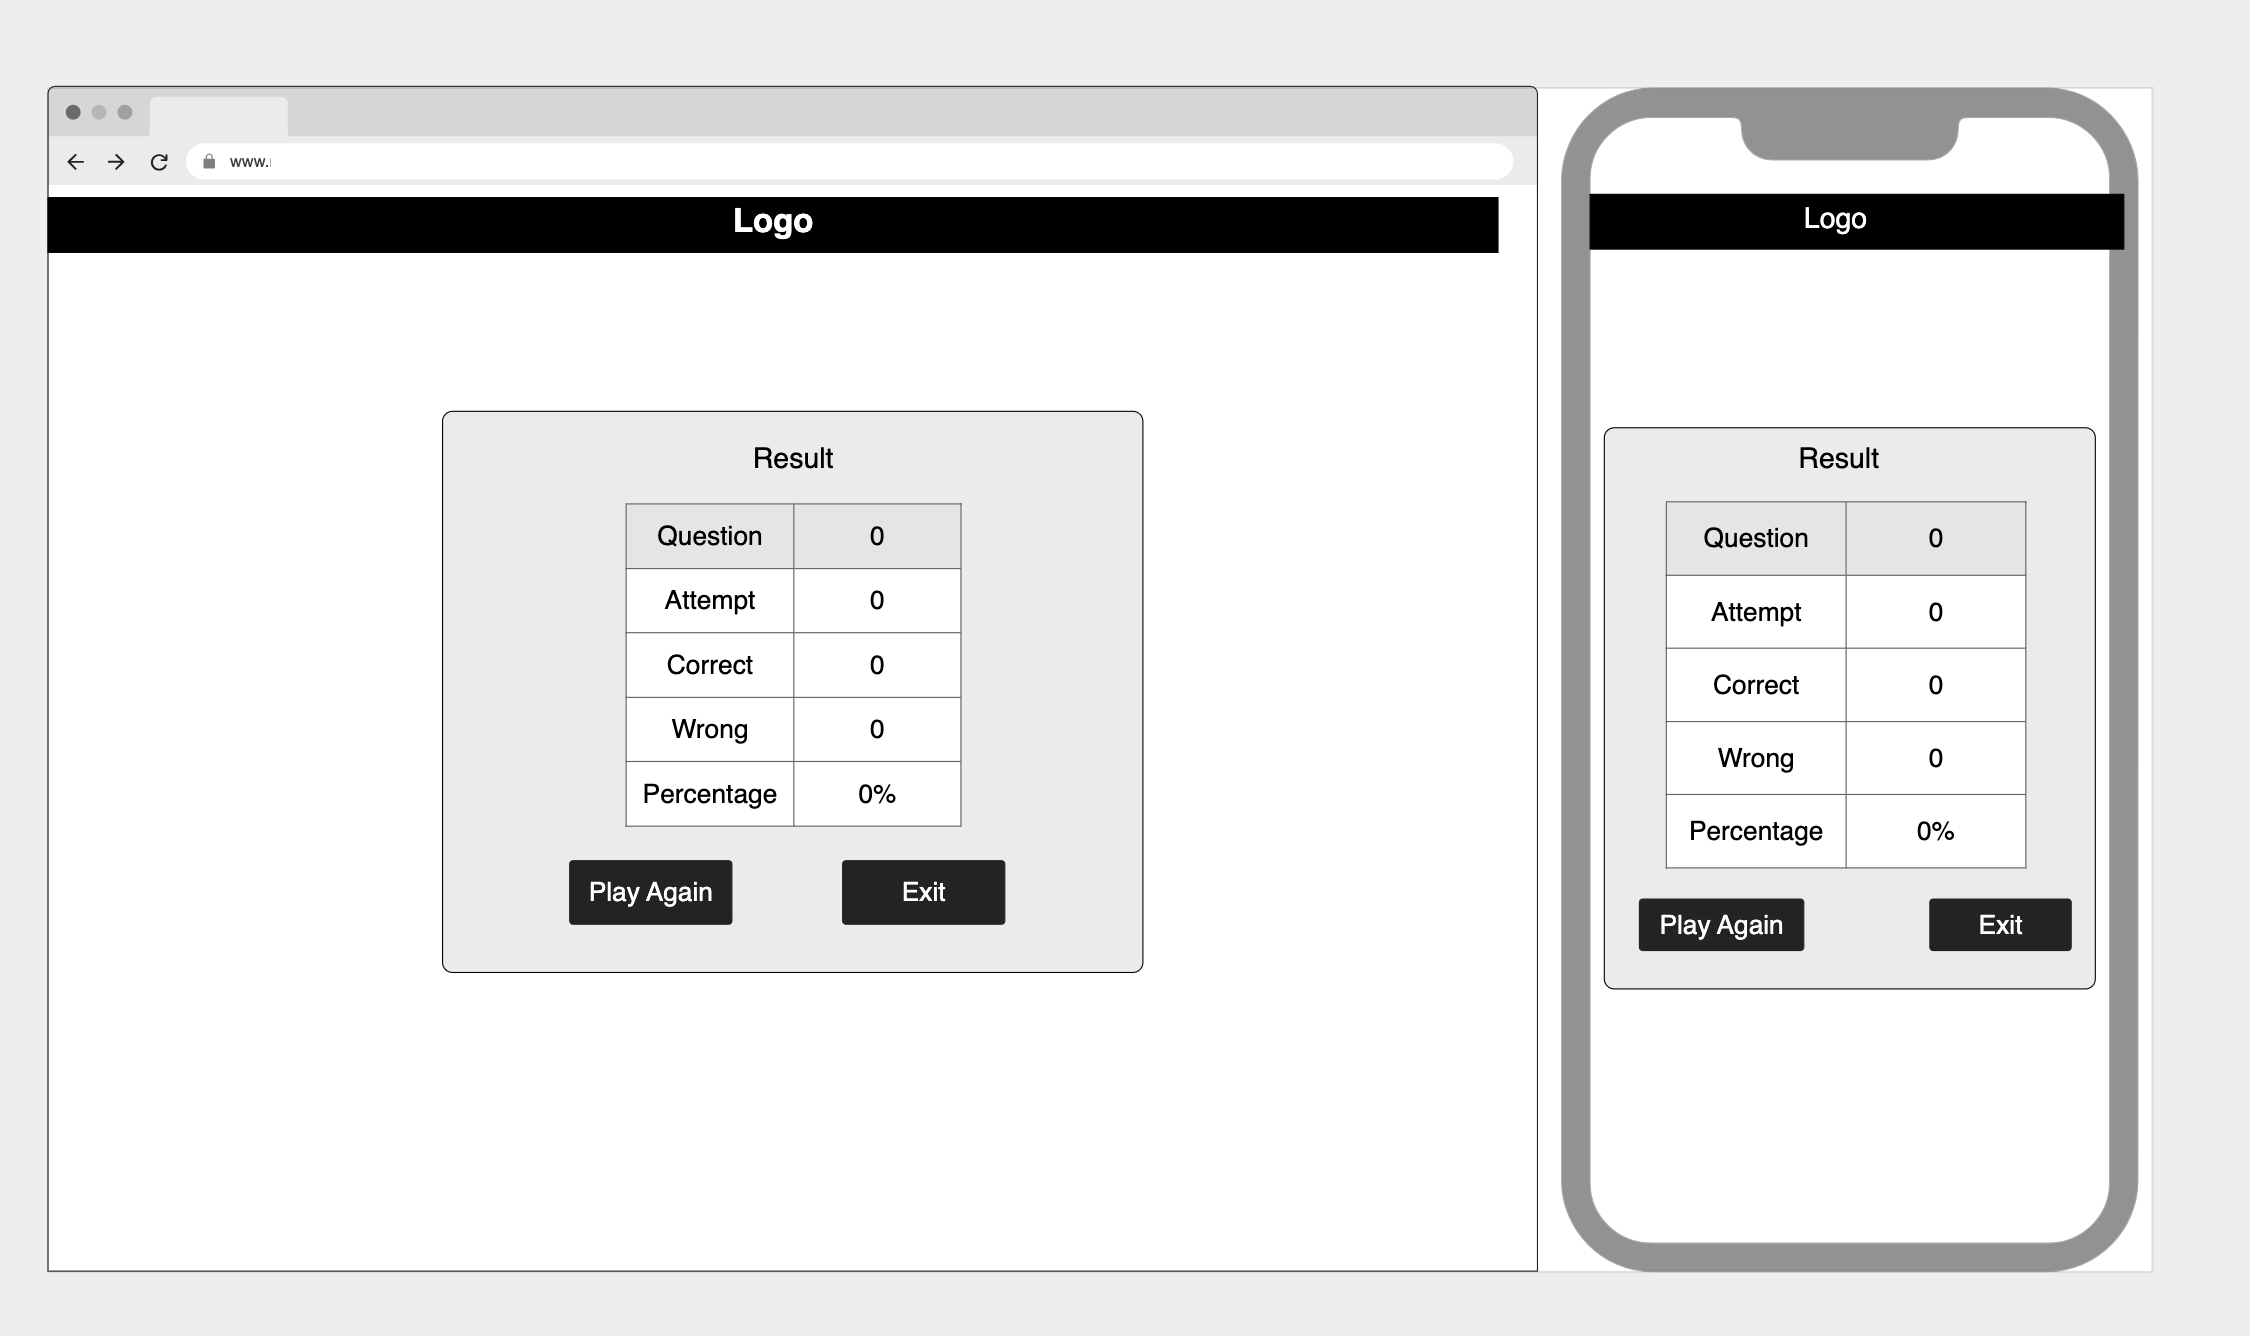 www.
Logo
Result
Question 0
Attempt 0
Correct 0
Wrong 0
Percentage 0%
Play Again Exit
Logo
Result
Question 0
Attempt 0
Correct 0
Wrong 0
Percentage 0%
Play Again Exit